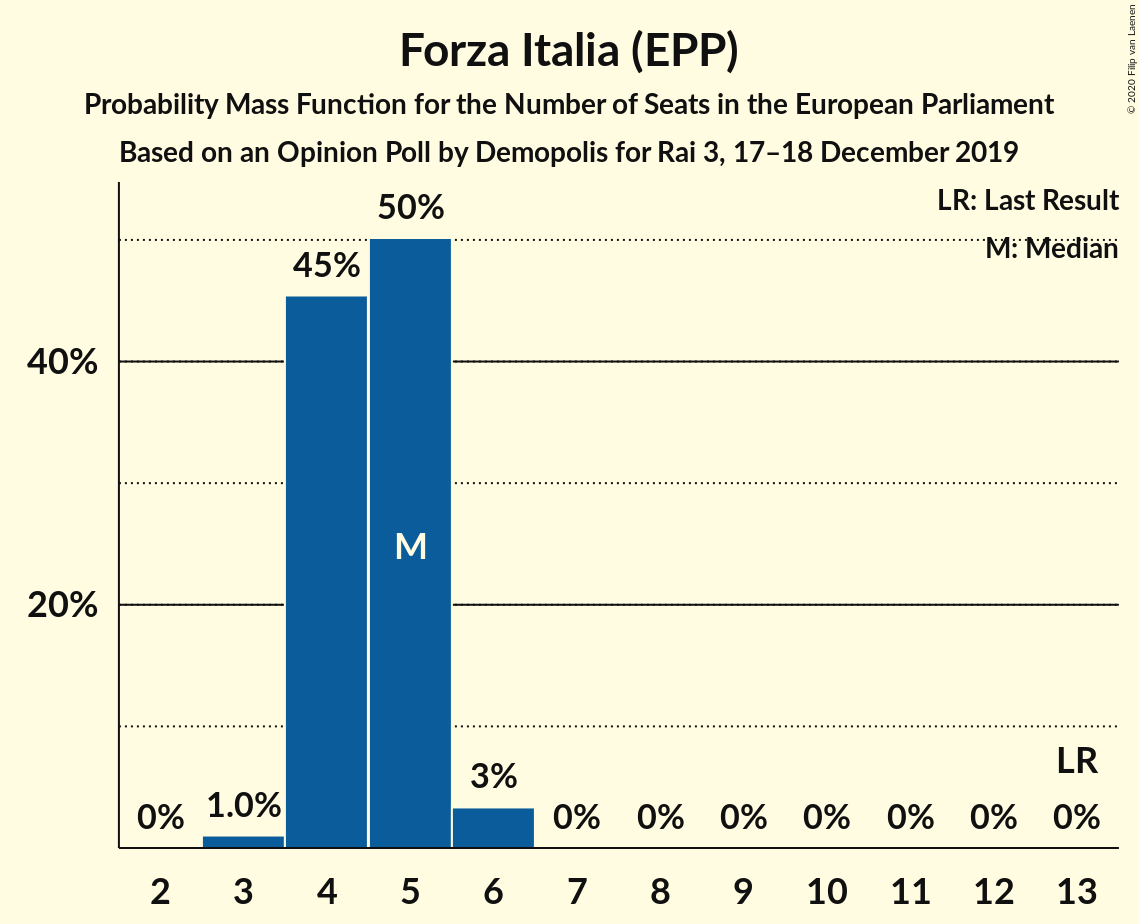 Forza Italia (EPP)
Probability Mass Function for the Number of Seats in the European Parliament
Based on an Opinion Poll by Demopolis for Rai 3, 17–18 December 2019
© 2020 Filip van Laenen
LR: Last Result
M: Median
50%
45%
40%
M
20%
LR
3%
1.0%
0% 0% 0% 0% 0% 0% 0% 0%
2 3 4 5 6 7 8 9 10 11 12 13